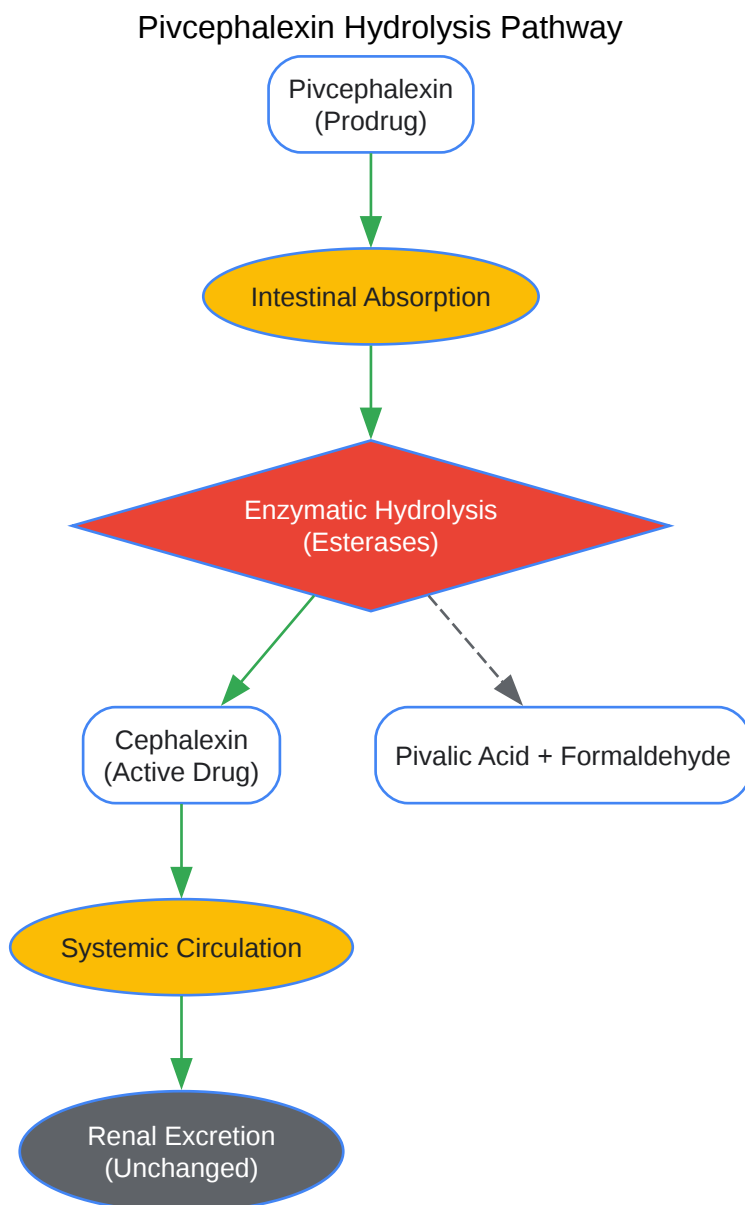 Pivcephalexin Hydrolysis Pathway
Pivcephalexin
(Prodrug)
Intestinal Absorption
Enzymatic Hydrolysis
(Esterases)
Cephalexin
(Active Drug)
Pivalic Acid + Formaldehyde
Systemic Circulation
Renal Excretion
(Unchanged)